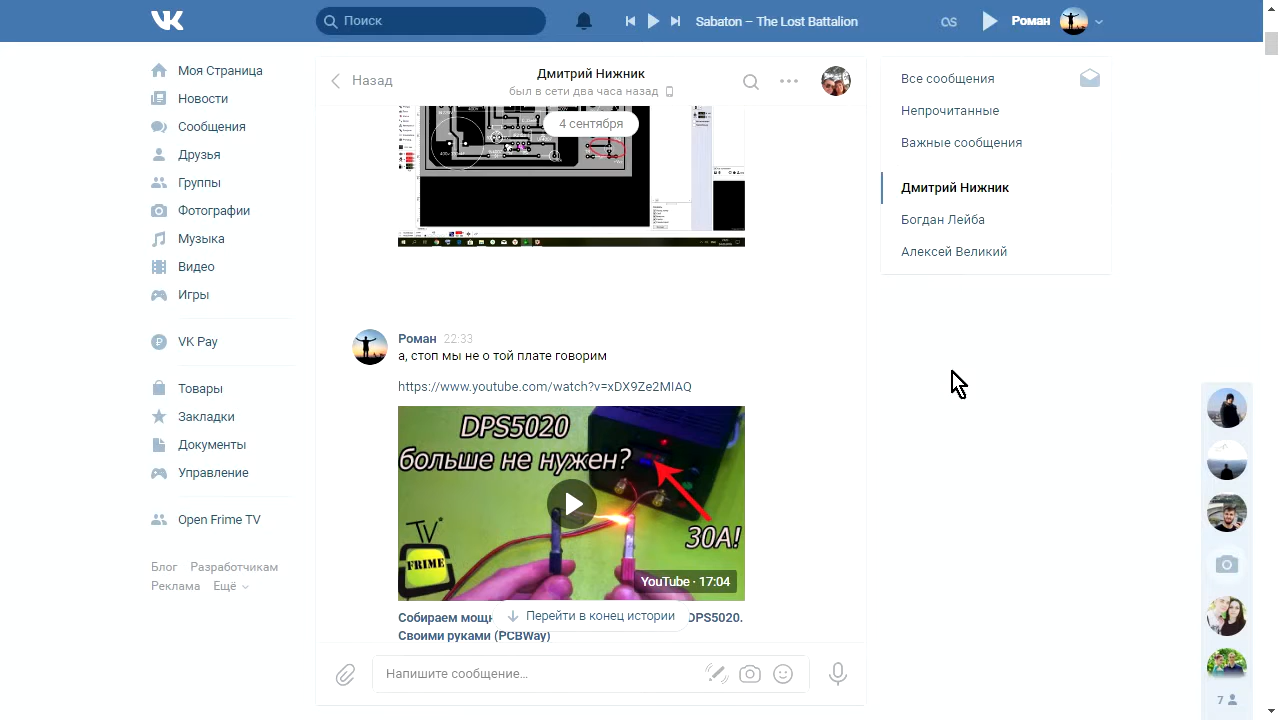 Поиск
Sabaton – The Lost Battalion
Роман
Моя Страница
Новости
Сообщения
Друзья
Группы
Фотографии
Музыка
Видео
Игры
VK Pay
Товары
Закладки
Документы
Управление
Open Frime TV
Блог Разработчикам
Реклама Ещё
Назад
Дмитрий Нижник
был в сети два часа назад
4 сентября
Роман 22:33
а, стоп мы не о той плате говорим
https://www.youtube.com/watch?v=xDX9Ze2MIAQ
DPS5020
больше не нужен?
30А!
TV
FRIME
YouTube · 17:04
Собираем мощн DPS5020.
Своими руками (PCBWay)
Перейти в конец истории
Напишите сообщение...
Все сообщения
Непрочитанные
Важные сообщения
Дмитрий Нижник
Богдан Лейба
Алексей Великий
7